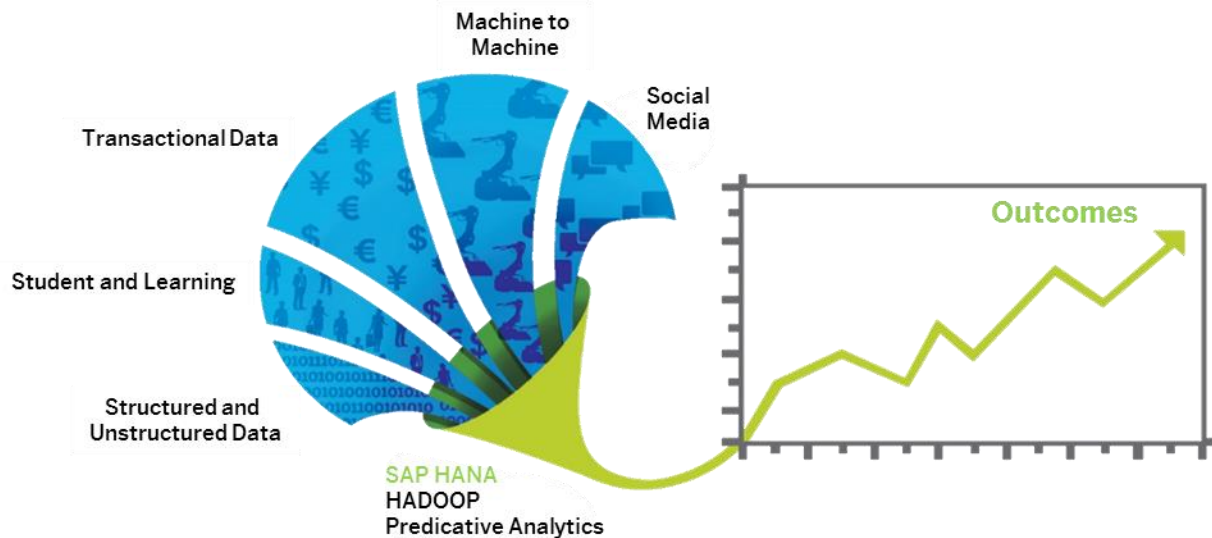 Machine to
Machine
Social
Media
Transactional Data
Outcomes
Student and Learning
Structured and
Unstructured Data
SAP HANA
HADOOP
Predicative Analytics